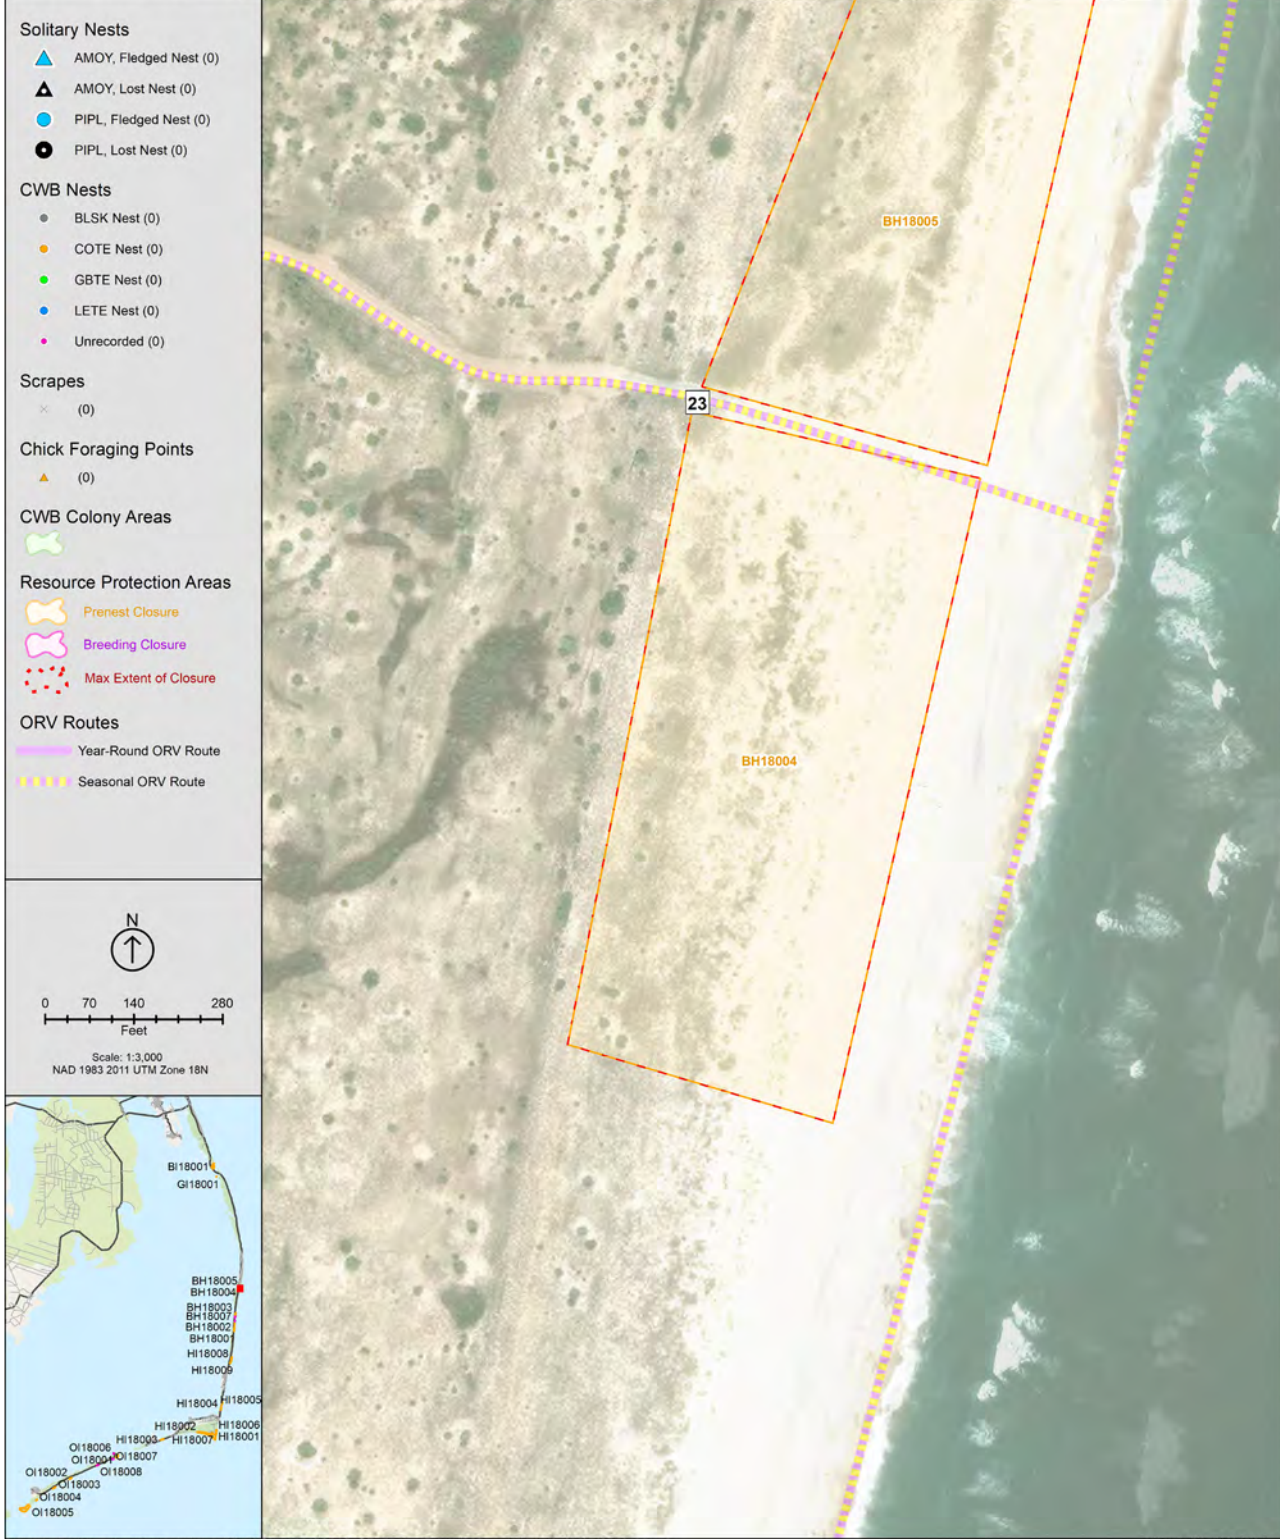 Solitary Nests
AMOY, Fledged Nest (0)
AMOY, Lost Nest (0)
PIPL, Fledged Nest (0)
PIPL, Lost Nest (0)
CWB Nests
BLSK Nest (0)
COTE Nest (0)
GBTE Nest (0)
LETE Nest (0)
Unrecorded (0)
Scrapes
(0)
Chick Foraging Points
(0)
CWB Colony Areas
Resource Protection Areas
Prenest Closure
Breeding Closure
Max Extent of Closure
ORV Routes
Year-Round ORV Route
Seasonal ORV Route
N
0 70 140 280
Feet
Scale: 1:3,000
NAD 1983 2011 UTM Zone 18N
BI18001
GI18001
BH18005
BH18004
BH18003
BH18007
BH18002
BH18001
HI18008
HI18009
HI18004 HI18005
HI18002 HI18006
HI18003 HI18007 HI18001
OI18006
OI18001 OI18007
OI18002 OI18008
OI18003
OI18004
OI18005
BH18005
23
BH18004